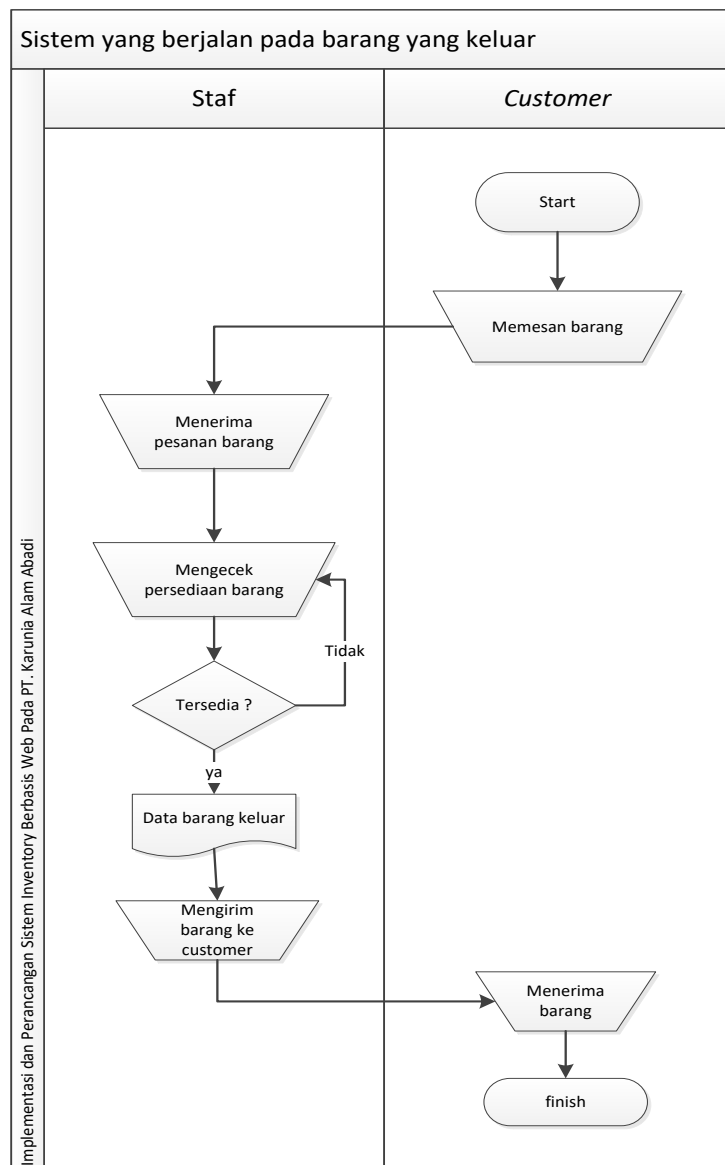 Sistem yang berjalan pada barang yang keluar
Implementasi dan Perancangan Sistem Inventory Berbasis Web Pada PT. Karunia Alam Abadi
Staf
Customer
Start
Memesan barang
Menerima
pesanan barang
Mengecek
persediaan barang
Tidak
Tersedia ?
ya
Data barang keluar
Mengirim
barang ke
customer
Menerima
barang
finish